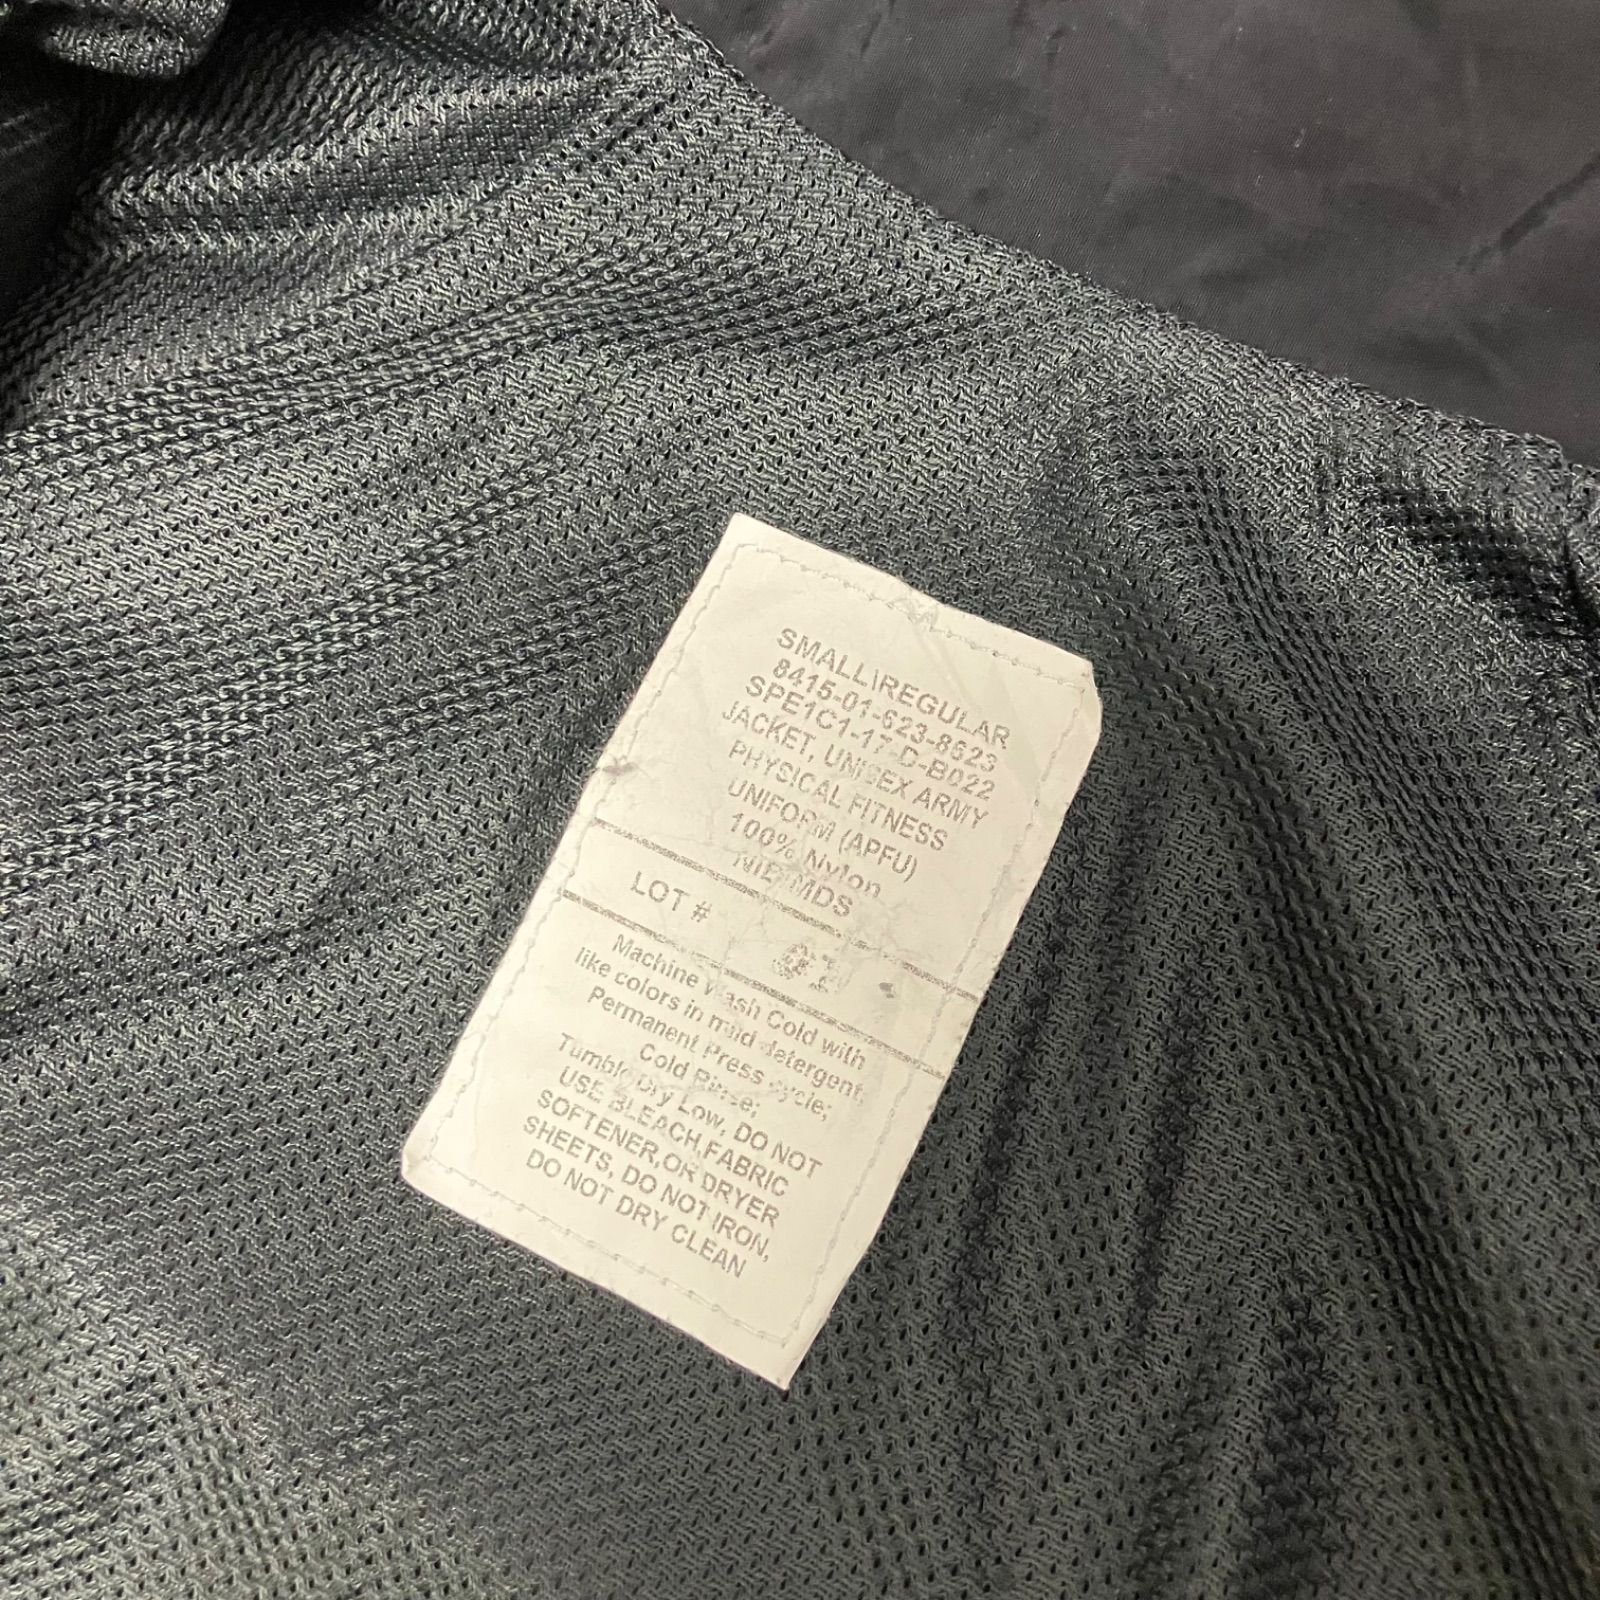 SMALL\REGULAR
8415-01-623-8623
SPE1C1-17-D-B022
JACKET, UNISEX ARMY
PHYSICAL FITNESS
UNIFORM (APFU)
100% Nylon
MDS
LOT #
Machine Wash Cold with
like colors in mild detergent,
Permanent Press cycle;
Cold Rinse;
Tumble Dry Low, DO NOT
USE BLEACH,FABRIC
SOFTENER,OR DRYER
SHEETS, DO NOT IRON,
DO NOT DRY CLEAN